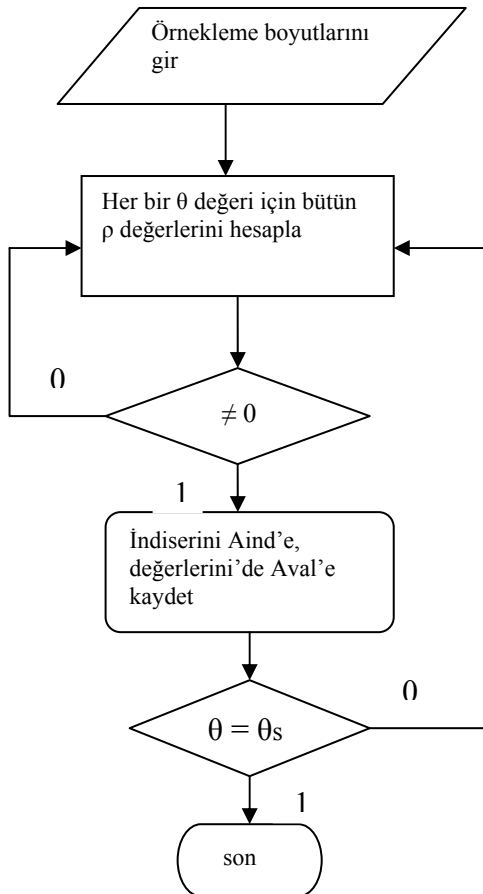 Örnekleme boyutlarını
gir
Her bir θ değeri için bütün
ρ değerlerini hesapla
0
≠ 0
1
İndiserini Aind’e,
değerlerini’de Aval’e
kaydet
0
θ = θs
1
son